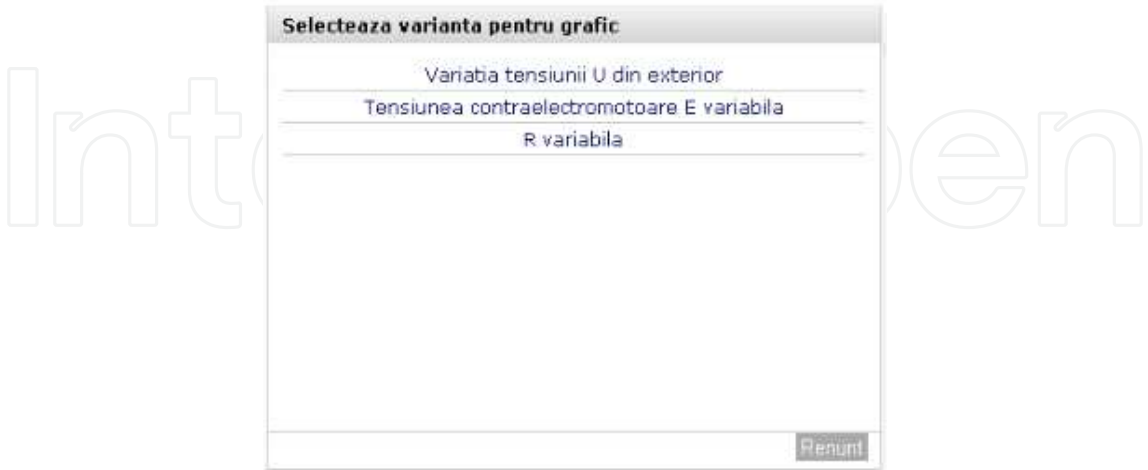 Selecteaza varianta pentru grafic
Variatia tensiunii U din exterior
Tensiunea contraelectromotoare E variabila
R variabila
Renunt